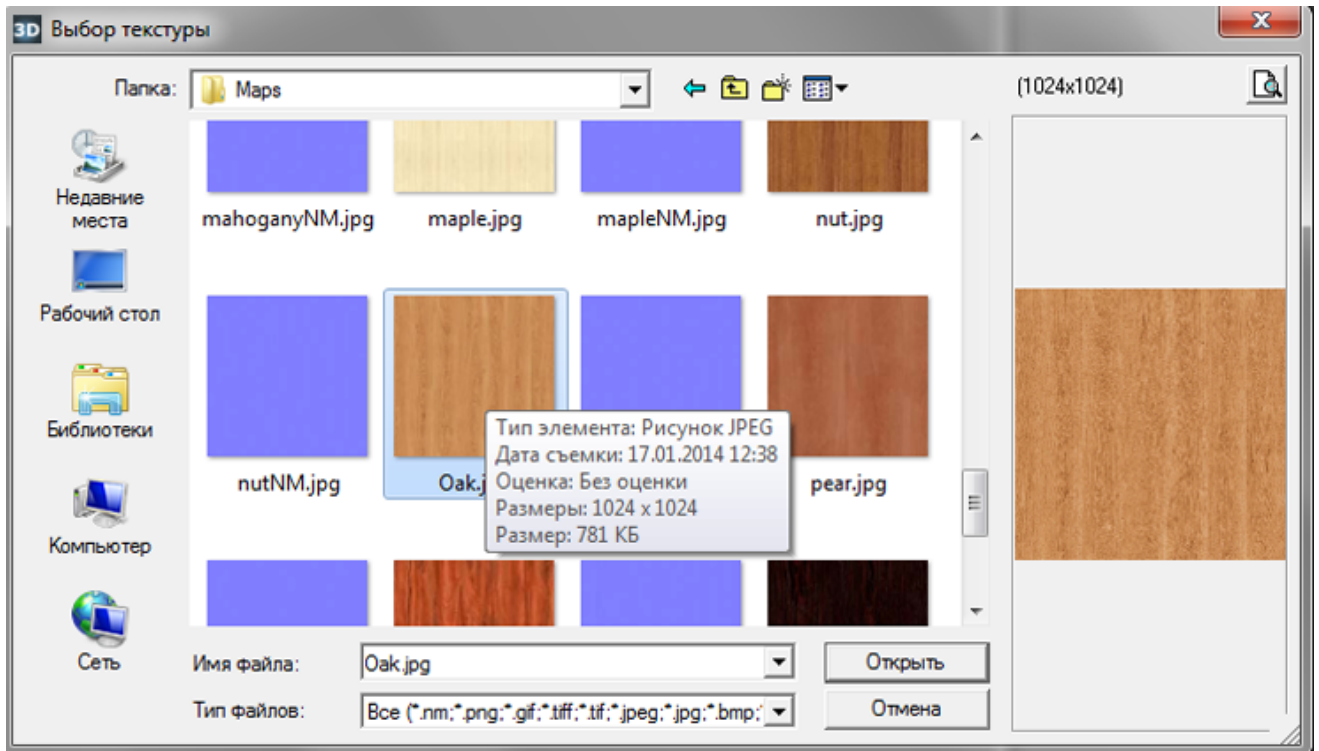 3D Выбор текстуры
Папка: Maps
(1024x1024)
Недавние места
mahoganyNM.jpg maple.jpg mapleNM.jpg nut.jpg
Рабочий стол
Библиотеки
nutNM.jpg Oak.j pear.jpg
Тип элемента: Рисунок JPEG
Дата съемки: 17.01.2014 12:38
Оценка: Без оценки
Размеры: 1024 x 1024
Размер: 781 КБ
Компьютер
Сеть
Имя файла: Oak.jpg Открыть
Тип файлов: Все (*.nm;*.png;*.gif;*.tiff;*.tif;*.jpeg;*.jpg;*.bmp; Отмена